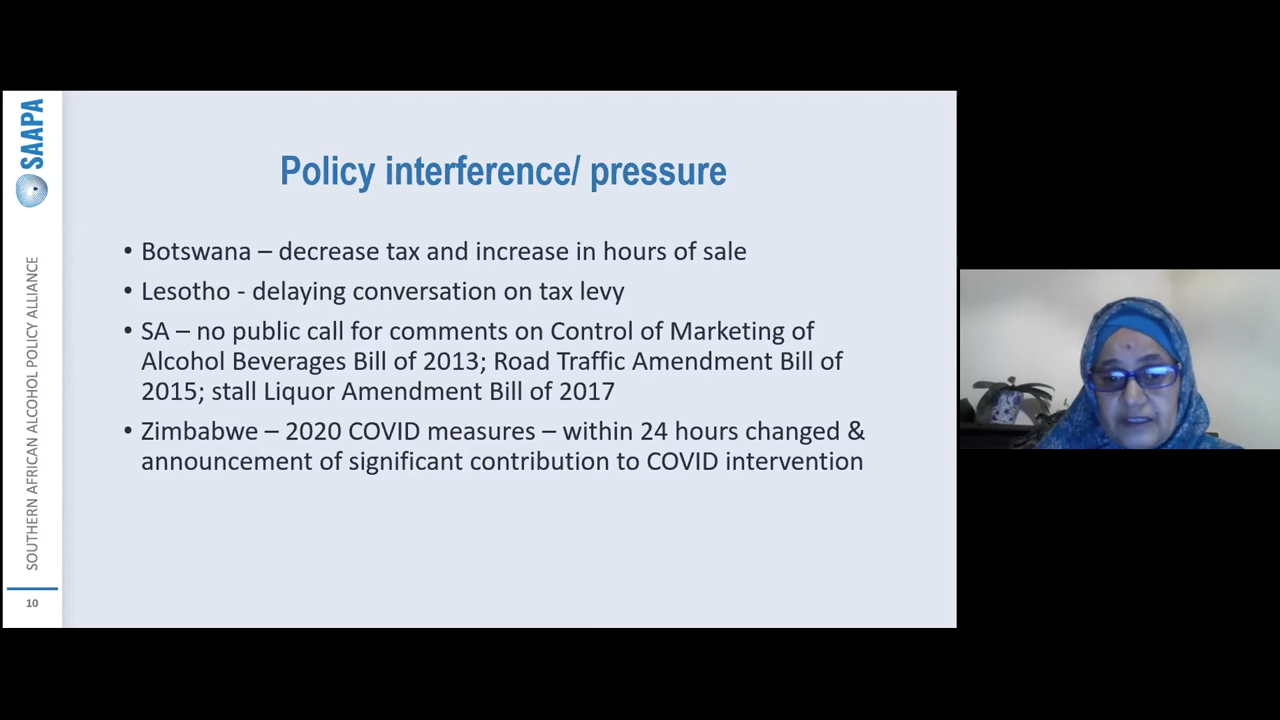 SAAPA
SOUTHERN AFRICAN ALCOHOL POLICY ALLIANCE
10
Policy interference/ pressure
• Botswana – decrease tax and increase in hours of sale
• Lesotho - delaying conversation on tax levy
• SA – no public call for comments on Control of Marketing of
Alcohol Beverages Bill of 2013; Road Traffic Amendment Bill of
2015; stall Liquor Amendment Bill of 2017
• Zimbabwe – 2020 COVID measures – within 24 hours changed &
announcement of significant contribution to COVID intervention